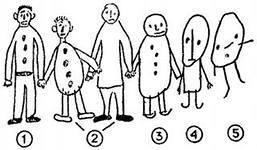 ① ② ③ ④ ⑤